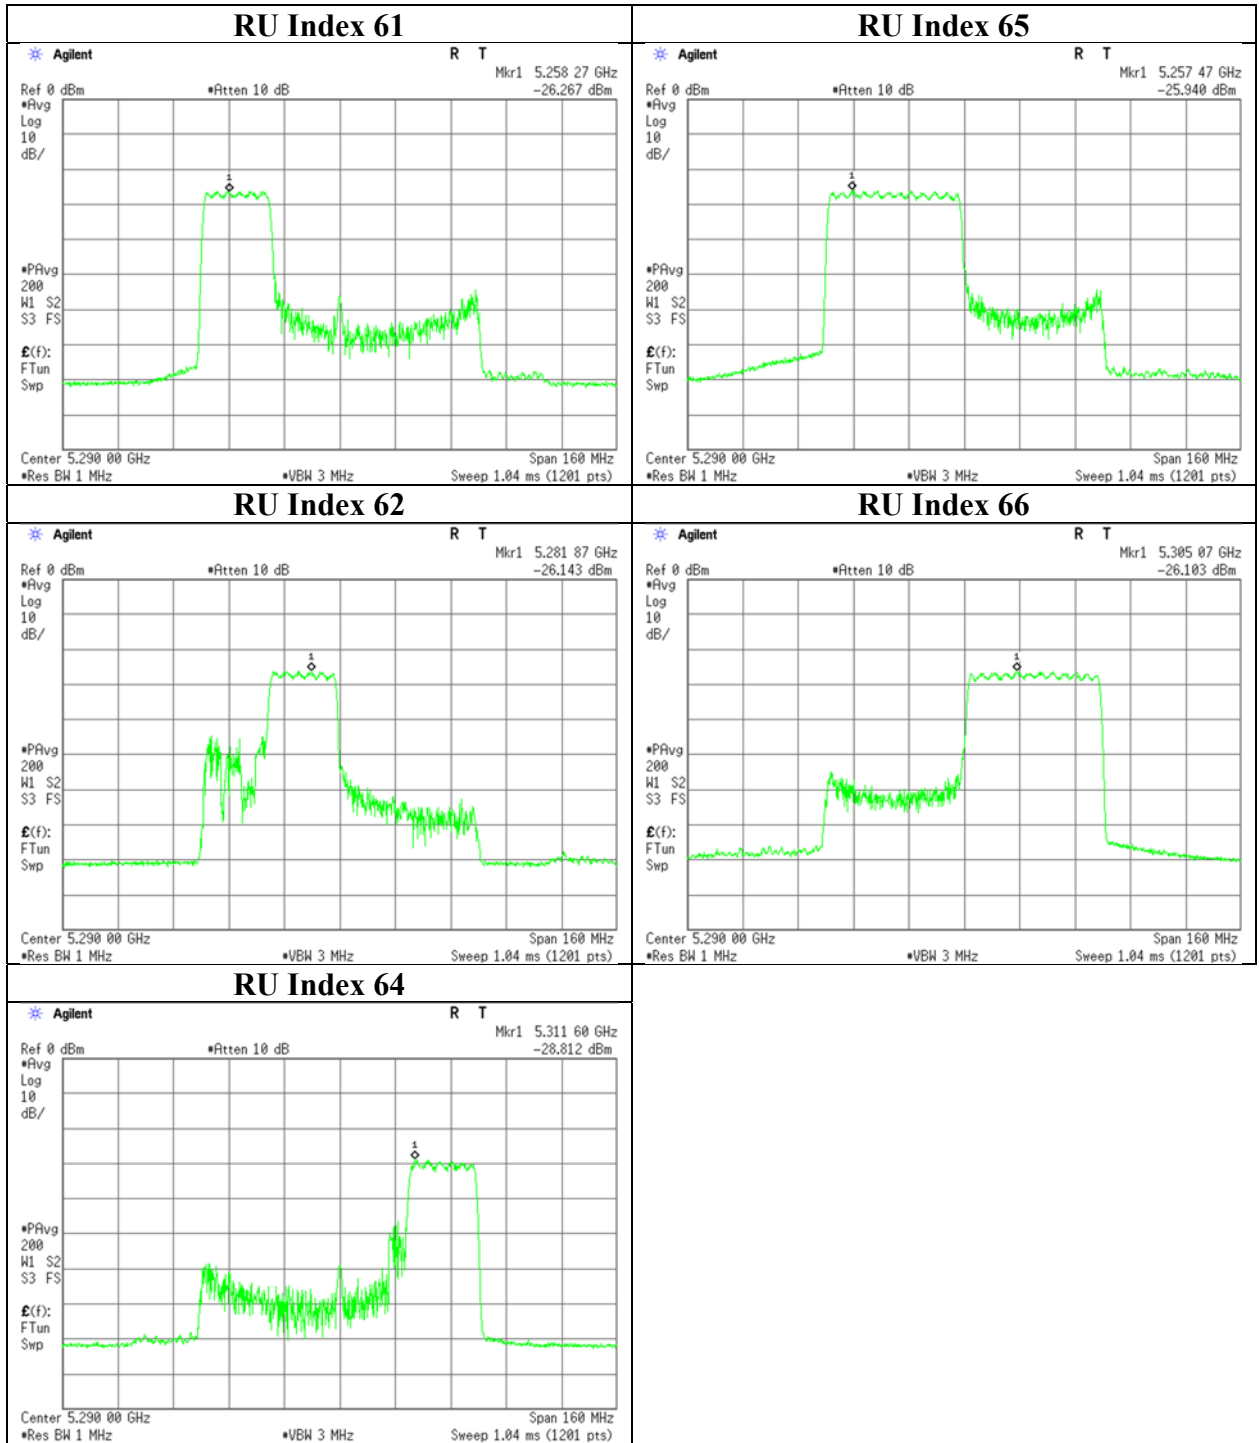 RU Index 61
Agilent R T
Mkr1 5.258 27 GHz
Ref 0 dBm #Atten 10 dB -26.267 dBm
#Avg
Log
10
dB/
1
#PAvg
200
W1 S2
S3 FS
£(f):
FTun
Swp
Center 5.290 00 GHz Span 160 MHz
#Res BW 1 MHz #VBW 3 MHz Sweep 1.04 ms (1201 pts)
RU Index 65
Agilent R T
Mkr1 5.257 47 GHz
Ref 0 dBm #Atten 10 dB -25.940 dBm
#Avg
Log
10
dB/
1
#PAvg
200
W1 S2
S3 FS
£(f):
FTun
Swp
Center 5.290 00 GHz Span 160 MHz
#Res BW 1 MHz #VBW 3 MHz Sweep 1.04 ms (1201 pts)
RU Index 62
Agilent R T
Mkr1 5.281 87 GHz
Ref 0 dBm #Atten 10 dB -26.143 dBm
#Avg
Log
10
dB/
1
#PAvg
200
W1 S2
S3 FS
£(f):
FTun
Swp
Center 5.290 00 GHz Span 160 MHz
#Res BW 1 MHz #VBW 3 MHz Sweep 1.04 ms (1201 pts)
RU Index 66
Agilent R T
Mkr1 5.305 07 GHz
Ref 0 dBm #Atten 10 dB -26.103 dBm
#Avg
Log
10
dB/
1
#PAvg
200
W1 S2
S3 FS
£(f):
FTun
Swp
Center 5.290 00 GHz Span 160 MHz
#Res BW 1 MHz #VBW 3 MHz Sweep 1.04 ms (1201 pts)
RU Index 64
Agilent R T
Mkr1 5.311 60 GHz
Ref 0 dBm #Atten 10 dB -28.812 dBm
#Avg
Log
10
dB/
1
#PAvg
200
W1 S2
S3 FS
£(f):
FTun
Swp
Center 5.290 00 GHz Span 160 MHz
#Res BW 1 MHz #VBW 3 MHz Sweep 1.04 ms (1201 pts)